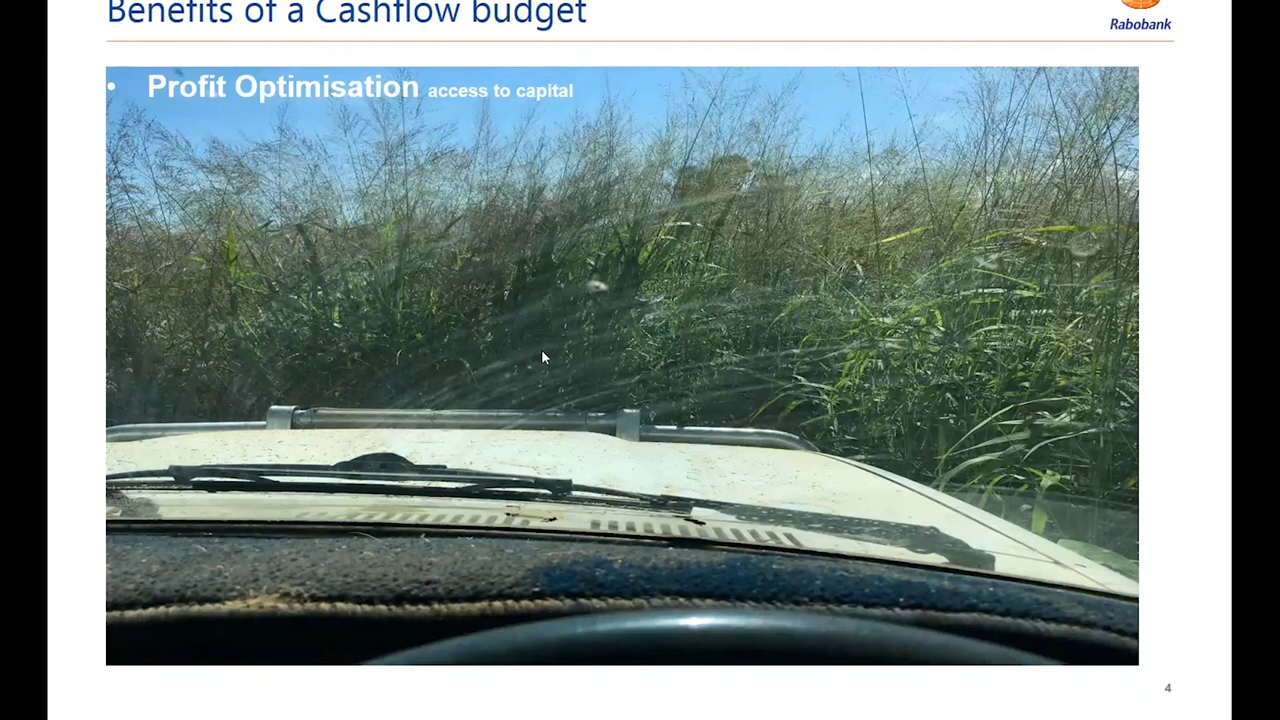 Benefits of a Cashflow budget
Rabobank
• Profit Optimisation access to capital
4